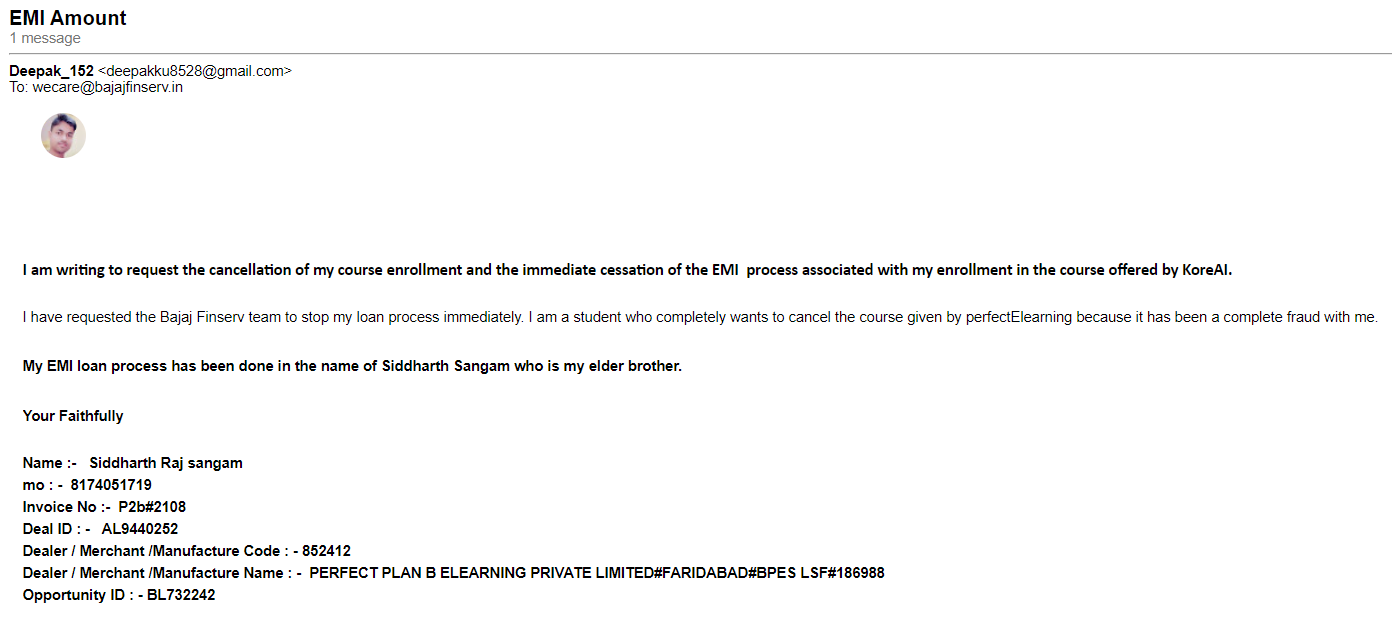 EMI Amount
1 message
Deepak_152 <deepakku8528@gmail.com>
To: wecare@bajajfinserv.in
I am writing to request the cancellation of my course enrollment and the immediate cessation of the EMI process associated with my enrollment in the course offered by KoreAI.
I have requested the Bajaj Finserv team to stop my loan process immediately. I am a student who completely wants to cancel the course given by perfectElearning because it has been a complete fraud with me.
My EMI loan process has been done in the name of Siddharth Sangam who is my elder brother.
Your Faithfully
Name :- Siddharth Raj sangam
mo : - 8174051719
Invoice No :- P2b#2108
Deal ID : - AL9440252
Dealer / Merchant /Manufacture Code : - 852412
Dealer / Merchant /Manufacture Name : - PERFECT PLAN B ELEARNING PRIVATE LIMITED#FARIDABAD#BPES LSF#186988
Opportunity ID : - BL732242